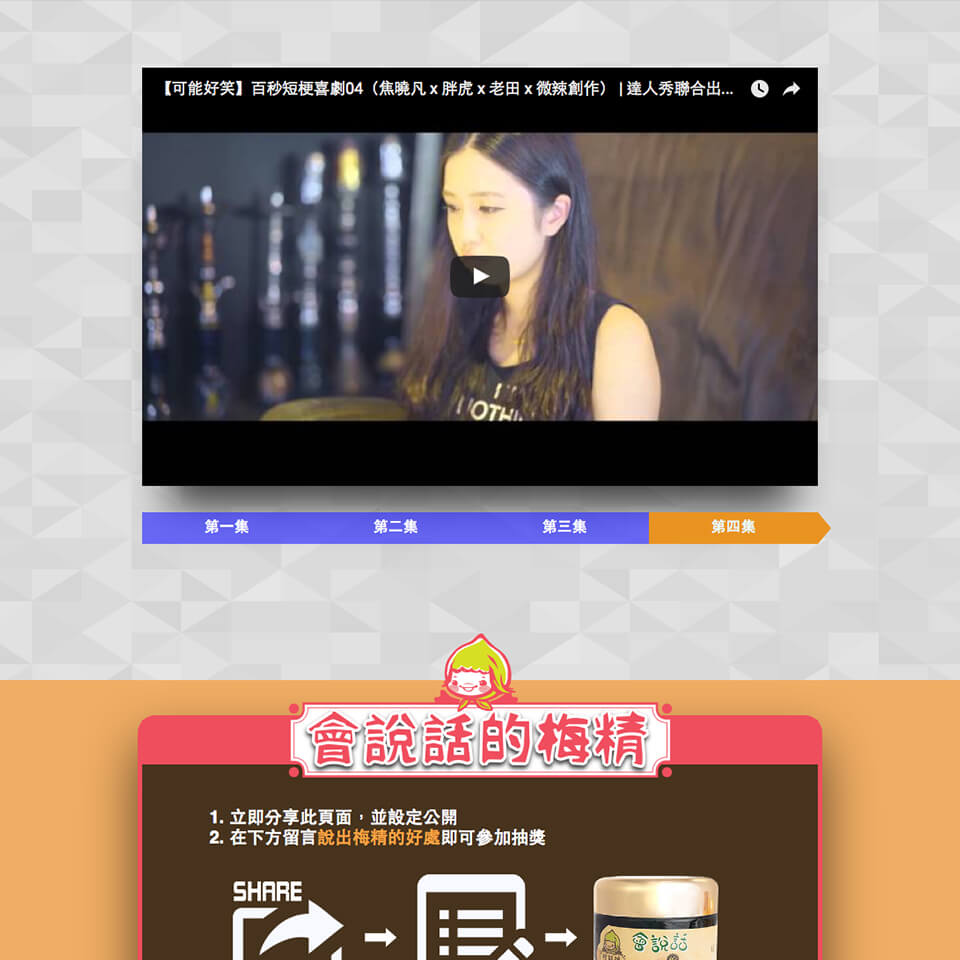 【可能好笑】百秒短梗喜劇04（焦曉凡 x 胖虎 x 老田 x 微辣創作） | 達人秀聯合出...
I
NOTHI
第一集 第二集 第三集 第四集
會說話的梅精
1. 立即分享此頁面，並設定公開
2. 在下方留言說出梅精的好處即可參加抽獎
SHARE
會說話